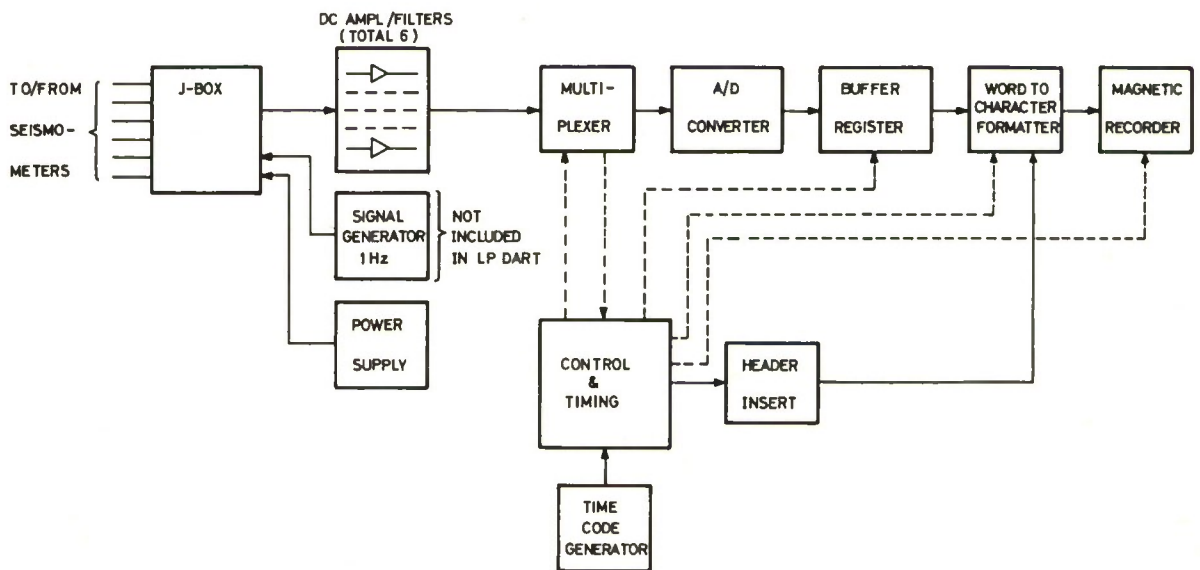 DC AMPL/FILTERS
(TOTAL 6)
TO/FROM
SEISMO-
METERS
J-BOX
MULTI-
PLEXER
A/D
CONVERTER
BUFFER
REGISTER
WORD TO
CHARACTER
FORMATTER
MAGNETIC
RECORDER
SIGNAL
GENERATOR
1Hz
NOT
INCLUDED
IN LP DART
POWER
SUPPLY
CONTROL
&
TIMING
HEADER
INSERT
TIME
CODE
GENERATOR